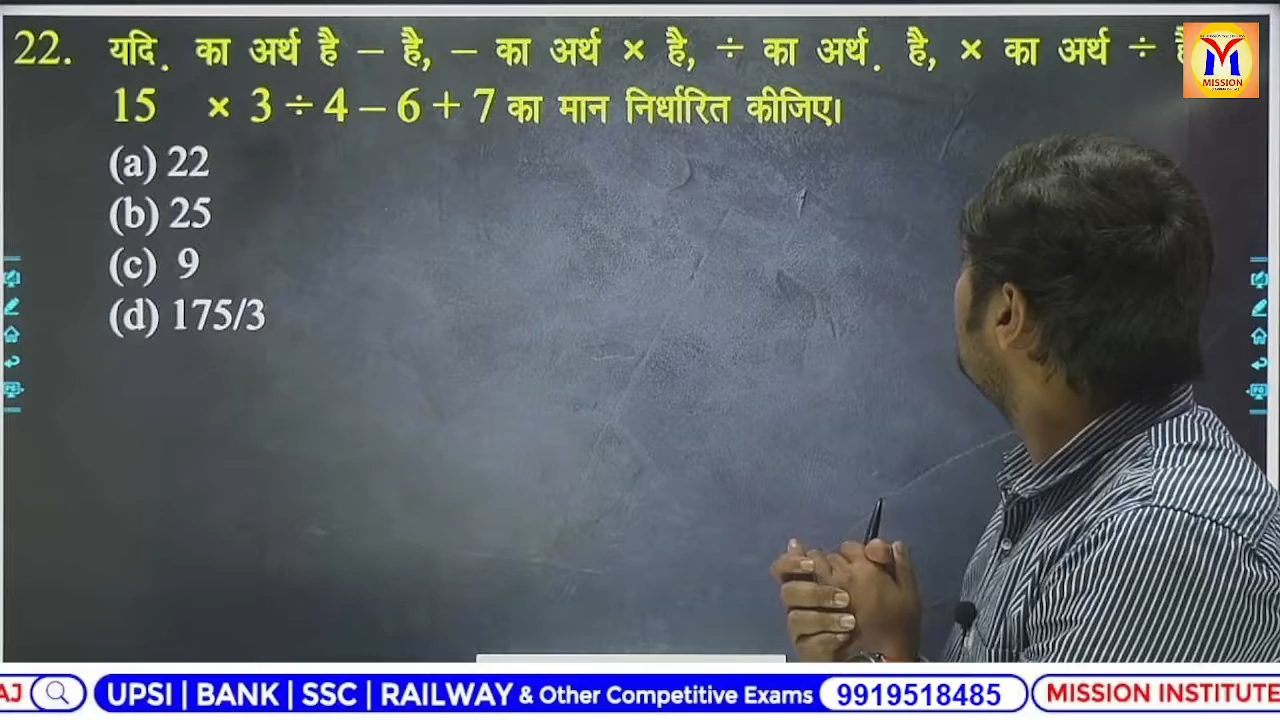 22. यदि . का अर्थ है – है, – का अर्थ × है, ÷ का अर्थ . है, × का अर्थ ÷
15 × 3 ÷ 4 – 6 + 7 का मान निर्धारित कीजिए।
(a) 22
(b) 25
(c) 9
(d) 175/3
MISSION
AJ
UPSI | BANK | SSC | RAILWAY & Other Competitive Exams
9919518485
MISSION INSTITUTE